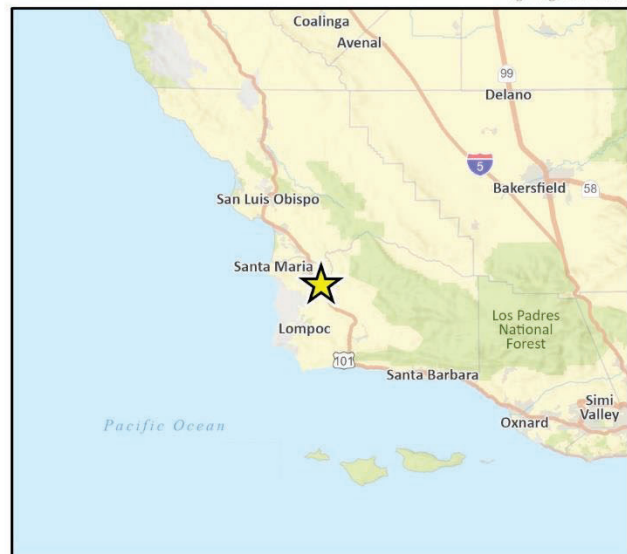 Coalinga
Avenal
99
Delano
5
Bakersfield
58
San Luis Obispo
Santa Maria
Los Padres
National
Forest
Lompoc
101
Santa Barbara
Simi
Valley
Oxnard
Pacific Ocean